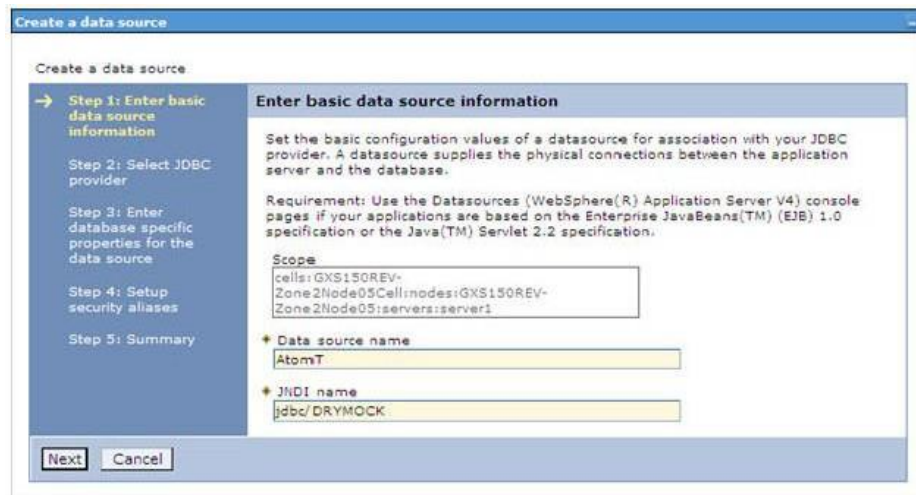 Create a data source
Create a data source
Step 1: Enter basic
data source
information
Step 2: Select JDBC
provider
Step 3: Enter
database specific
properties for the
data source
Step 4: Setup
security aliases
Step 5: Summary
Enter basic data source information
Set the basic configuration values of a datasource for association with your JDBC
provider. A datasource supplies the physical connections between the application
server and the database.
Requirement: Use the Datasources (WebSphere(R) Application Server V4) console
pages if your applications are based on the Enterprise JavaBeans(TM) (EJB) 1.0
specification or the Java(TM) Servlet 2.2 specification.
Scope
cells:GXS150REV-
Zone2Node05Cell:nodes:GXS150REV-
Zone2Node05:servers:server1
Data source name
AtomiT
JNDI name
jdbc/DRYMOCK
Next Cancel